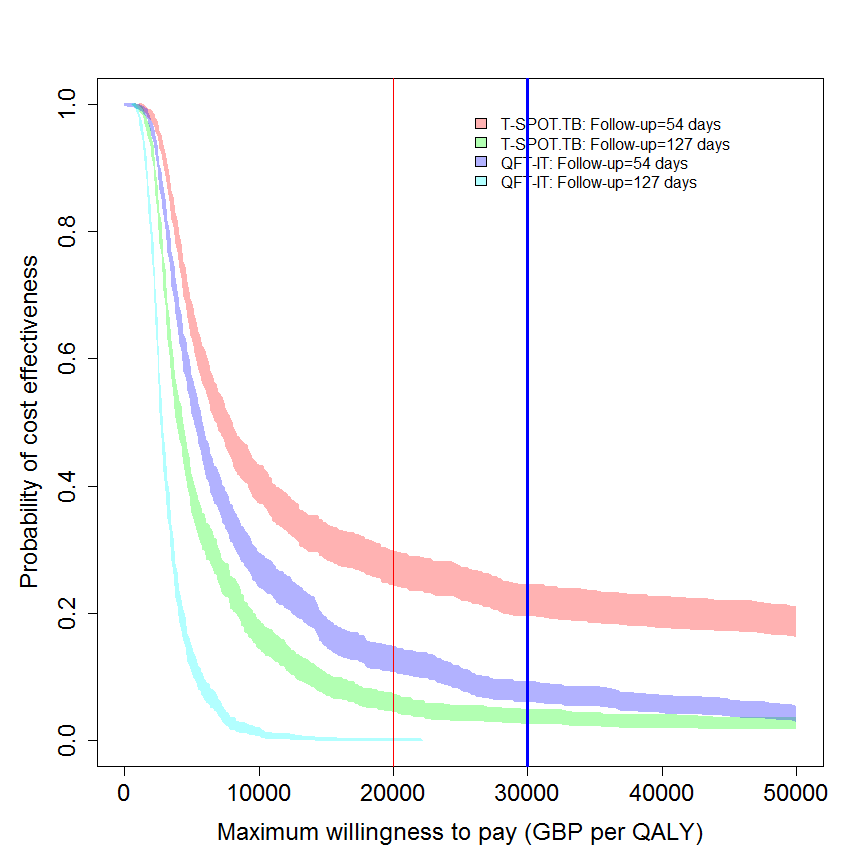 T-SPOT.TB: Follow-up=54 days
T-SPOT.TB: Follow-up=127 days
QFT-IT: Follow-up=54 days
QFT-IT: Follow-up=127 days
Probability of cost effectiveness
1.0
0.8
0.6
0.4
0.2
0.0
0
10000
20000
30000
40000
50000
Maximum willingness to pay (GBP per QALY)